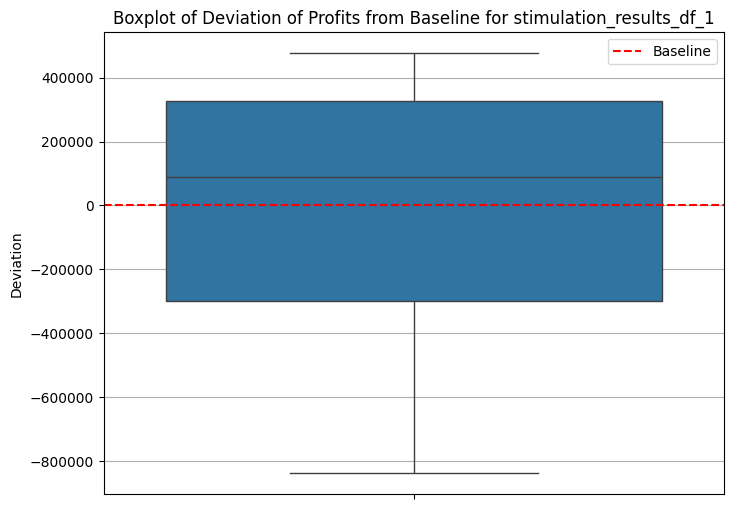 Boxplot of Deviation of Profits from Baseline for stimulation_results_df_1
Baseline
400000
200000
0
−200000
−400000
−600000
−800000
Deviation